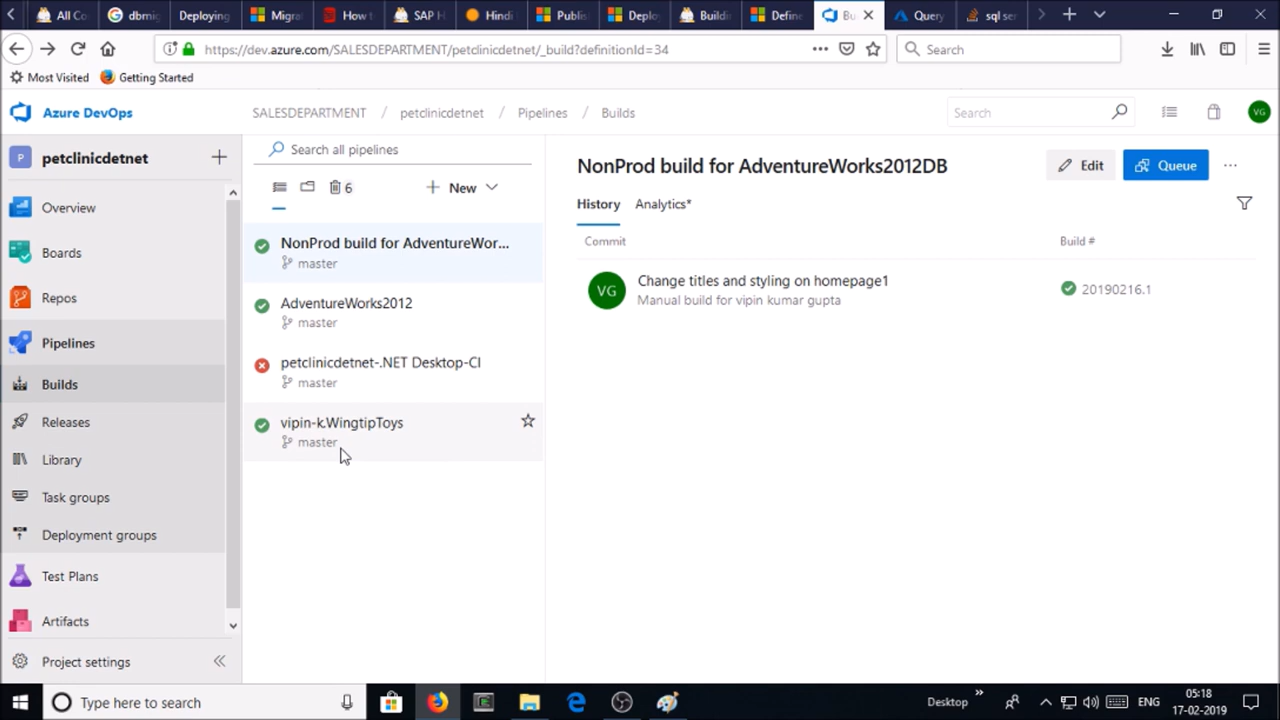 All Co
dbmig
Deploying
Migrat
How to
SAP H
Hindi
Publis
Deploy
Buildin
Define
Bu
Query
sql ser
https://dev.azure.com/SALESDEPARTMENT/petclinicdetnet/_build?definitionId=34
Search
Most Visited
Getting Started
Azure DevOps
SALESDEPARTMENT / petclinicdetnet / Pipelines / Builds
Search
VG
P petclinicdetnet
Overview
Boards
Repos
Pipelines
Builds
Releases
Library
Task groups
Deployment groups
Test Plans
Artifacts
Project settings
Search all pipelines
6
New
NonProd build for AdventureWor...
master
AdventureWorks2012
master
petclinicdetnet-.NET Desktop-CI
master
vipin-k.WingtipToys
master
NonProd build for AdventureWorks2012DB
Edit
Queue
History
Analytics*
Commit
Build #
VG
Change titles and styling on homepage1
Manual build for vipin kumar gupta
20190216.1
Type here to search
Desktop
ENG
05:18
17-02-2019